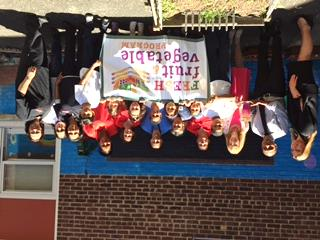 FRESH
fruit &
vegetable
PROGRAM